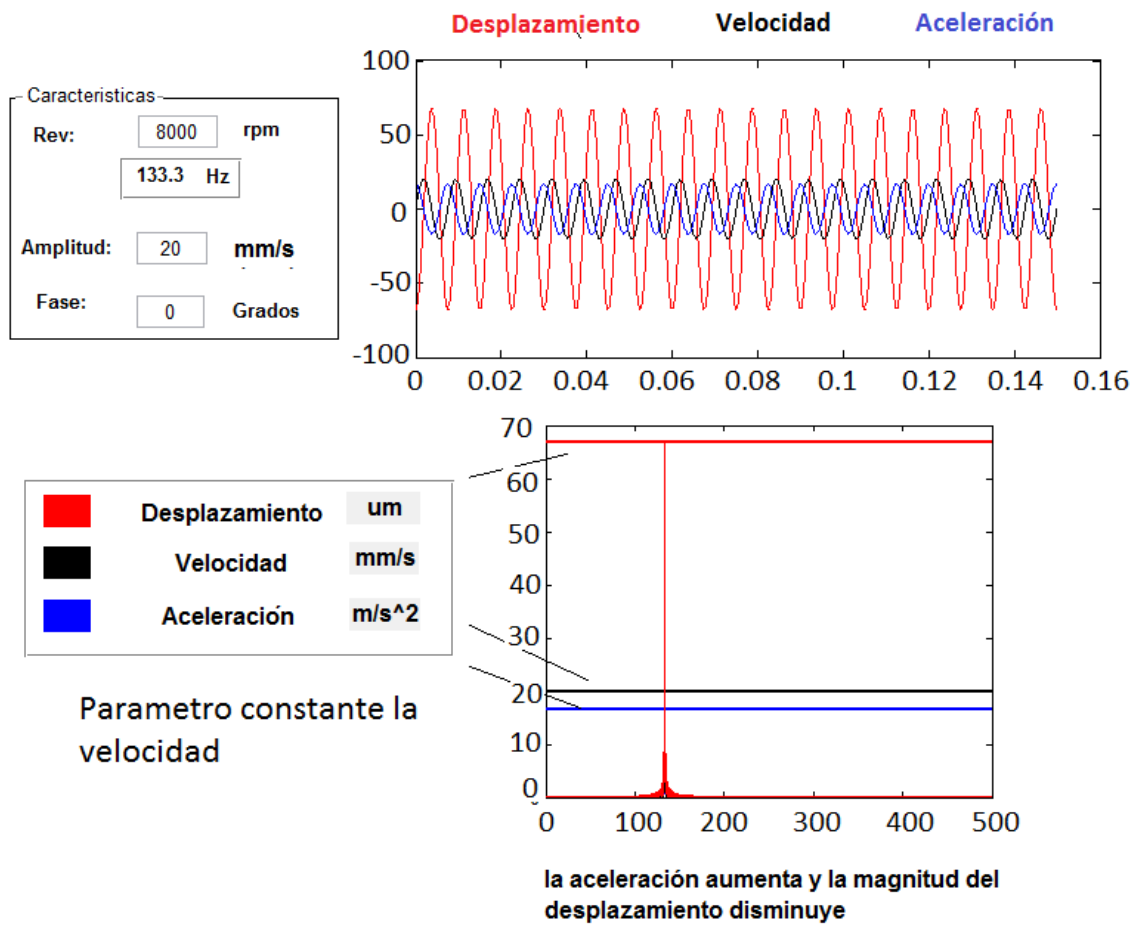 Desplazamiento Velocidad Aceleración
Caracteristicas
Rev: 8000 rpm
133.3 Hz
Amplitud: 20 mm/s
Fase: 0 Grados
100
50
0
-50
-100
0 0.02 0.04 0.06 0.08 0.1 0.12 0.14 0.16
Desplazamiento um
Velocidad mm/s
Aceleración m/s^2
Parametro constante la
velocidad
70
60
50
40
30
20
10
0
0 100 200 300 400 500
la aceleración aumenta y la magnitud del
desplazamiento disminuye